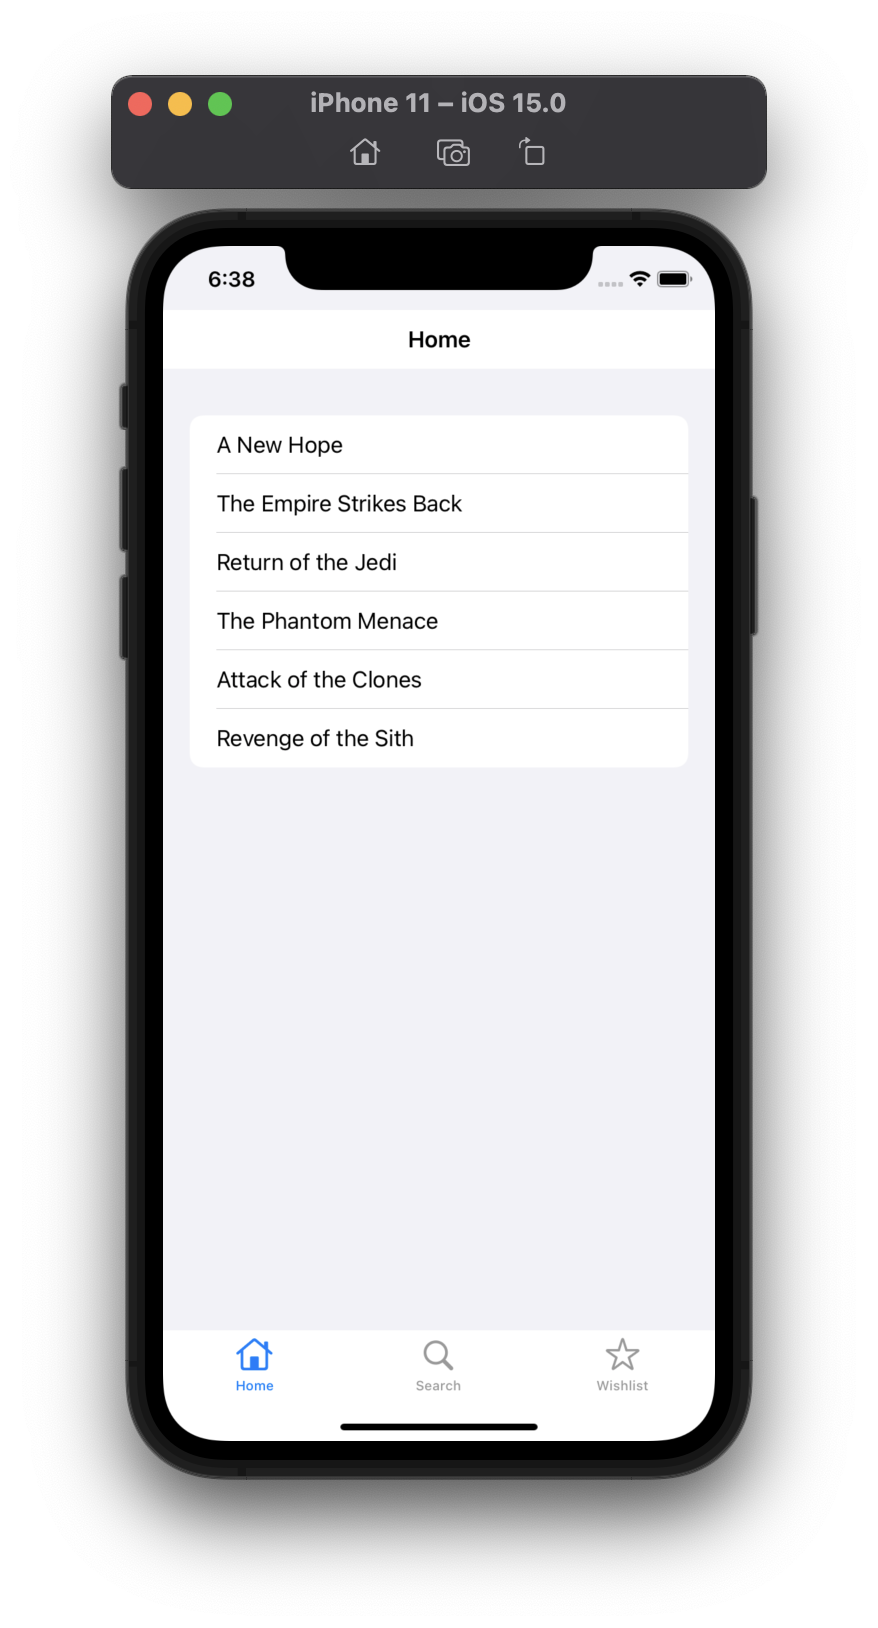 iPhone 11 – iOS 15.0
6:38
Home
A New Hope
The Empire Strikes Back
Return of the Jedi
The Phantom Menace
Attack of the Clones
Revenge of the Sith
Home
Search
Wishlist